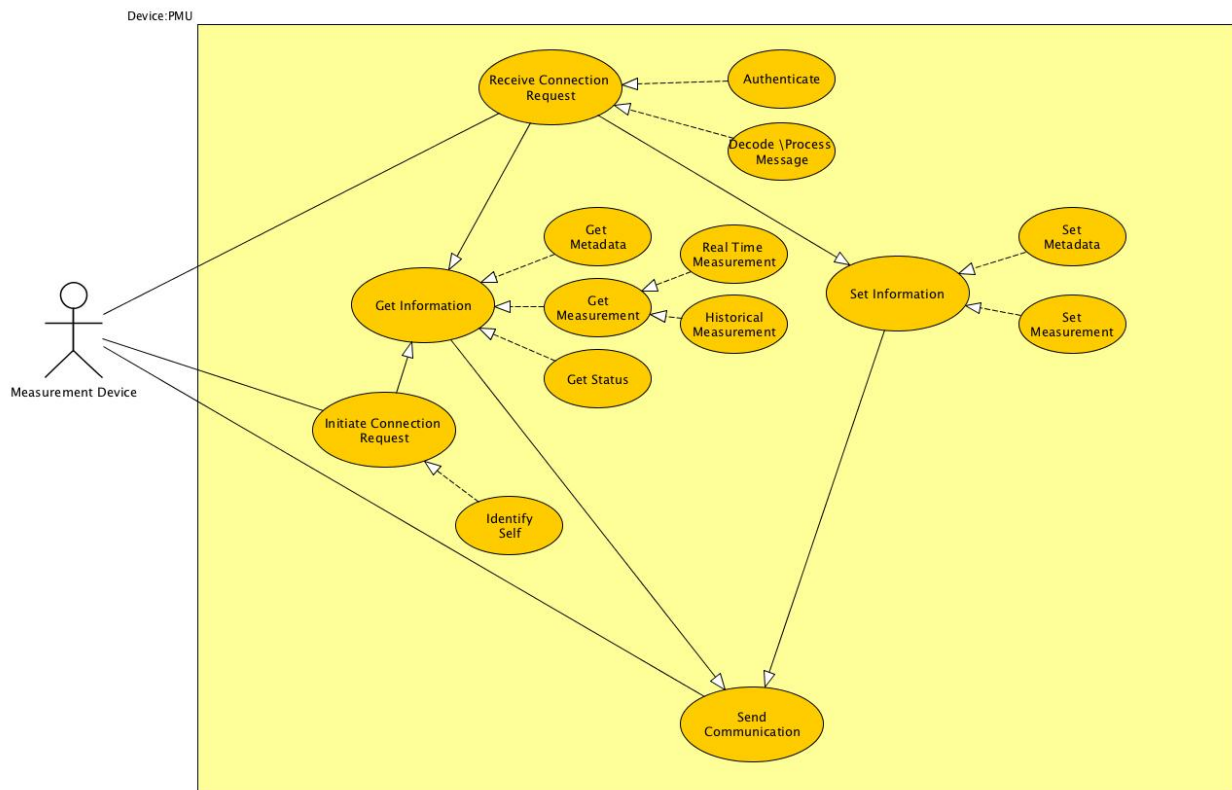 Device:PMU
Receive Connection
Request
Authenticate
Decode \Process
Message
Get
Metadata
Real Time
Measurement
Set
Metadata
Get Information
Get
Measurement
Historical
Measurement
Set Information
Set
Measurement
Get Status
Measurement Device
Initiate Connection
Request
Identify
Self
Send
Communication